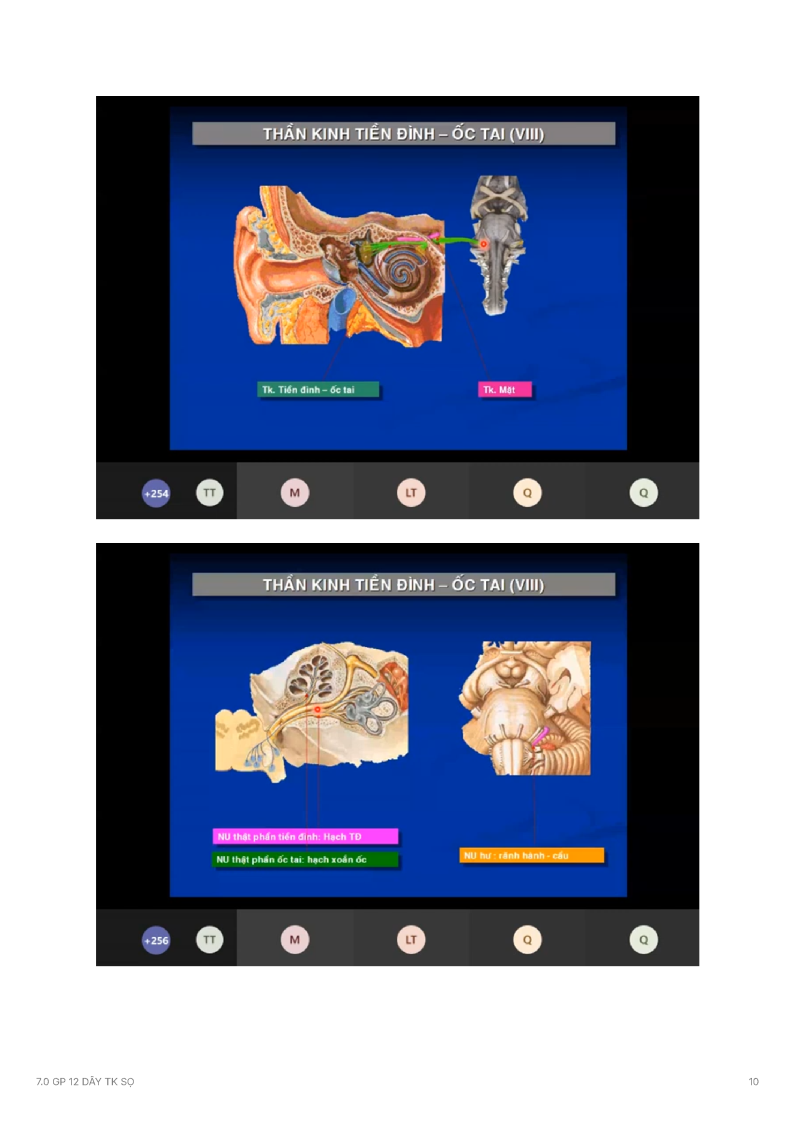 THẦN KINH TIỀN ĐÌNH – ỐC TAI (VIII)
Tk. Tiền đình – ốc tai
Tk. Mặt
+254
TT
M
LT
Q
Q
THẦN KINH TIỀN ĐÌNH – ỐC TAI (VIII)
NU thật phần tiền đình: Hạch TĐ
NU thật phần ốc tai: hạch xoắn ốc
NU hư : rãnh hành - cầu
+256
TT
M
LT
Q
Q
7.0 GP 12 DÂY TK SỌ
10